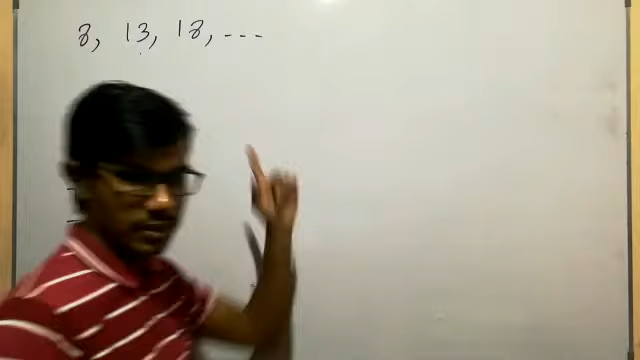 8, 13, 18, ---